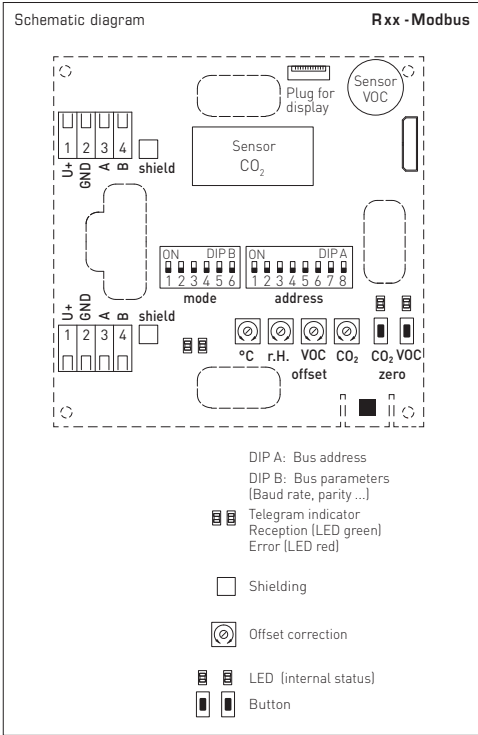 Schematic diagram
Rxx - Modbus
Plug for
display
Sensor
VOC
Sensor
CO₂
1 2 3 4
U+ GND A B shield
ON DIP B
1 2 3 4 5 6
mode
ON DIP A
1 2 3 4 5 6 7 8
address
U+ GND A B shield
1 2 3 4
°C r.H. VOC CO₂ CO₂ VOC
offset zero
DIP A: Bus address
DIP B: Bus parameters
(Baud rate, parity ...)
Telegram indicator
Reception (LED green)
Error (LED red)
Shielding
Offset correction
LED (internal status)
Button